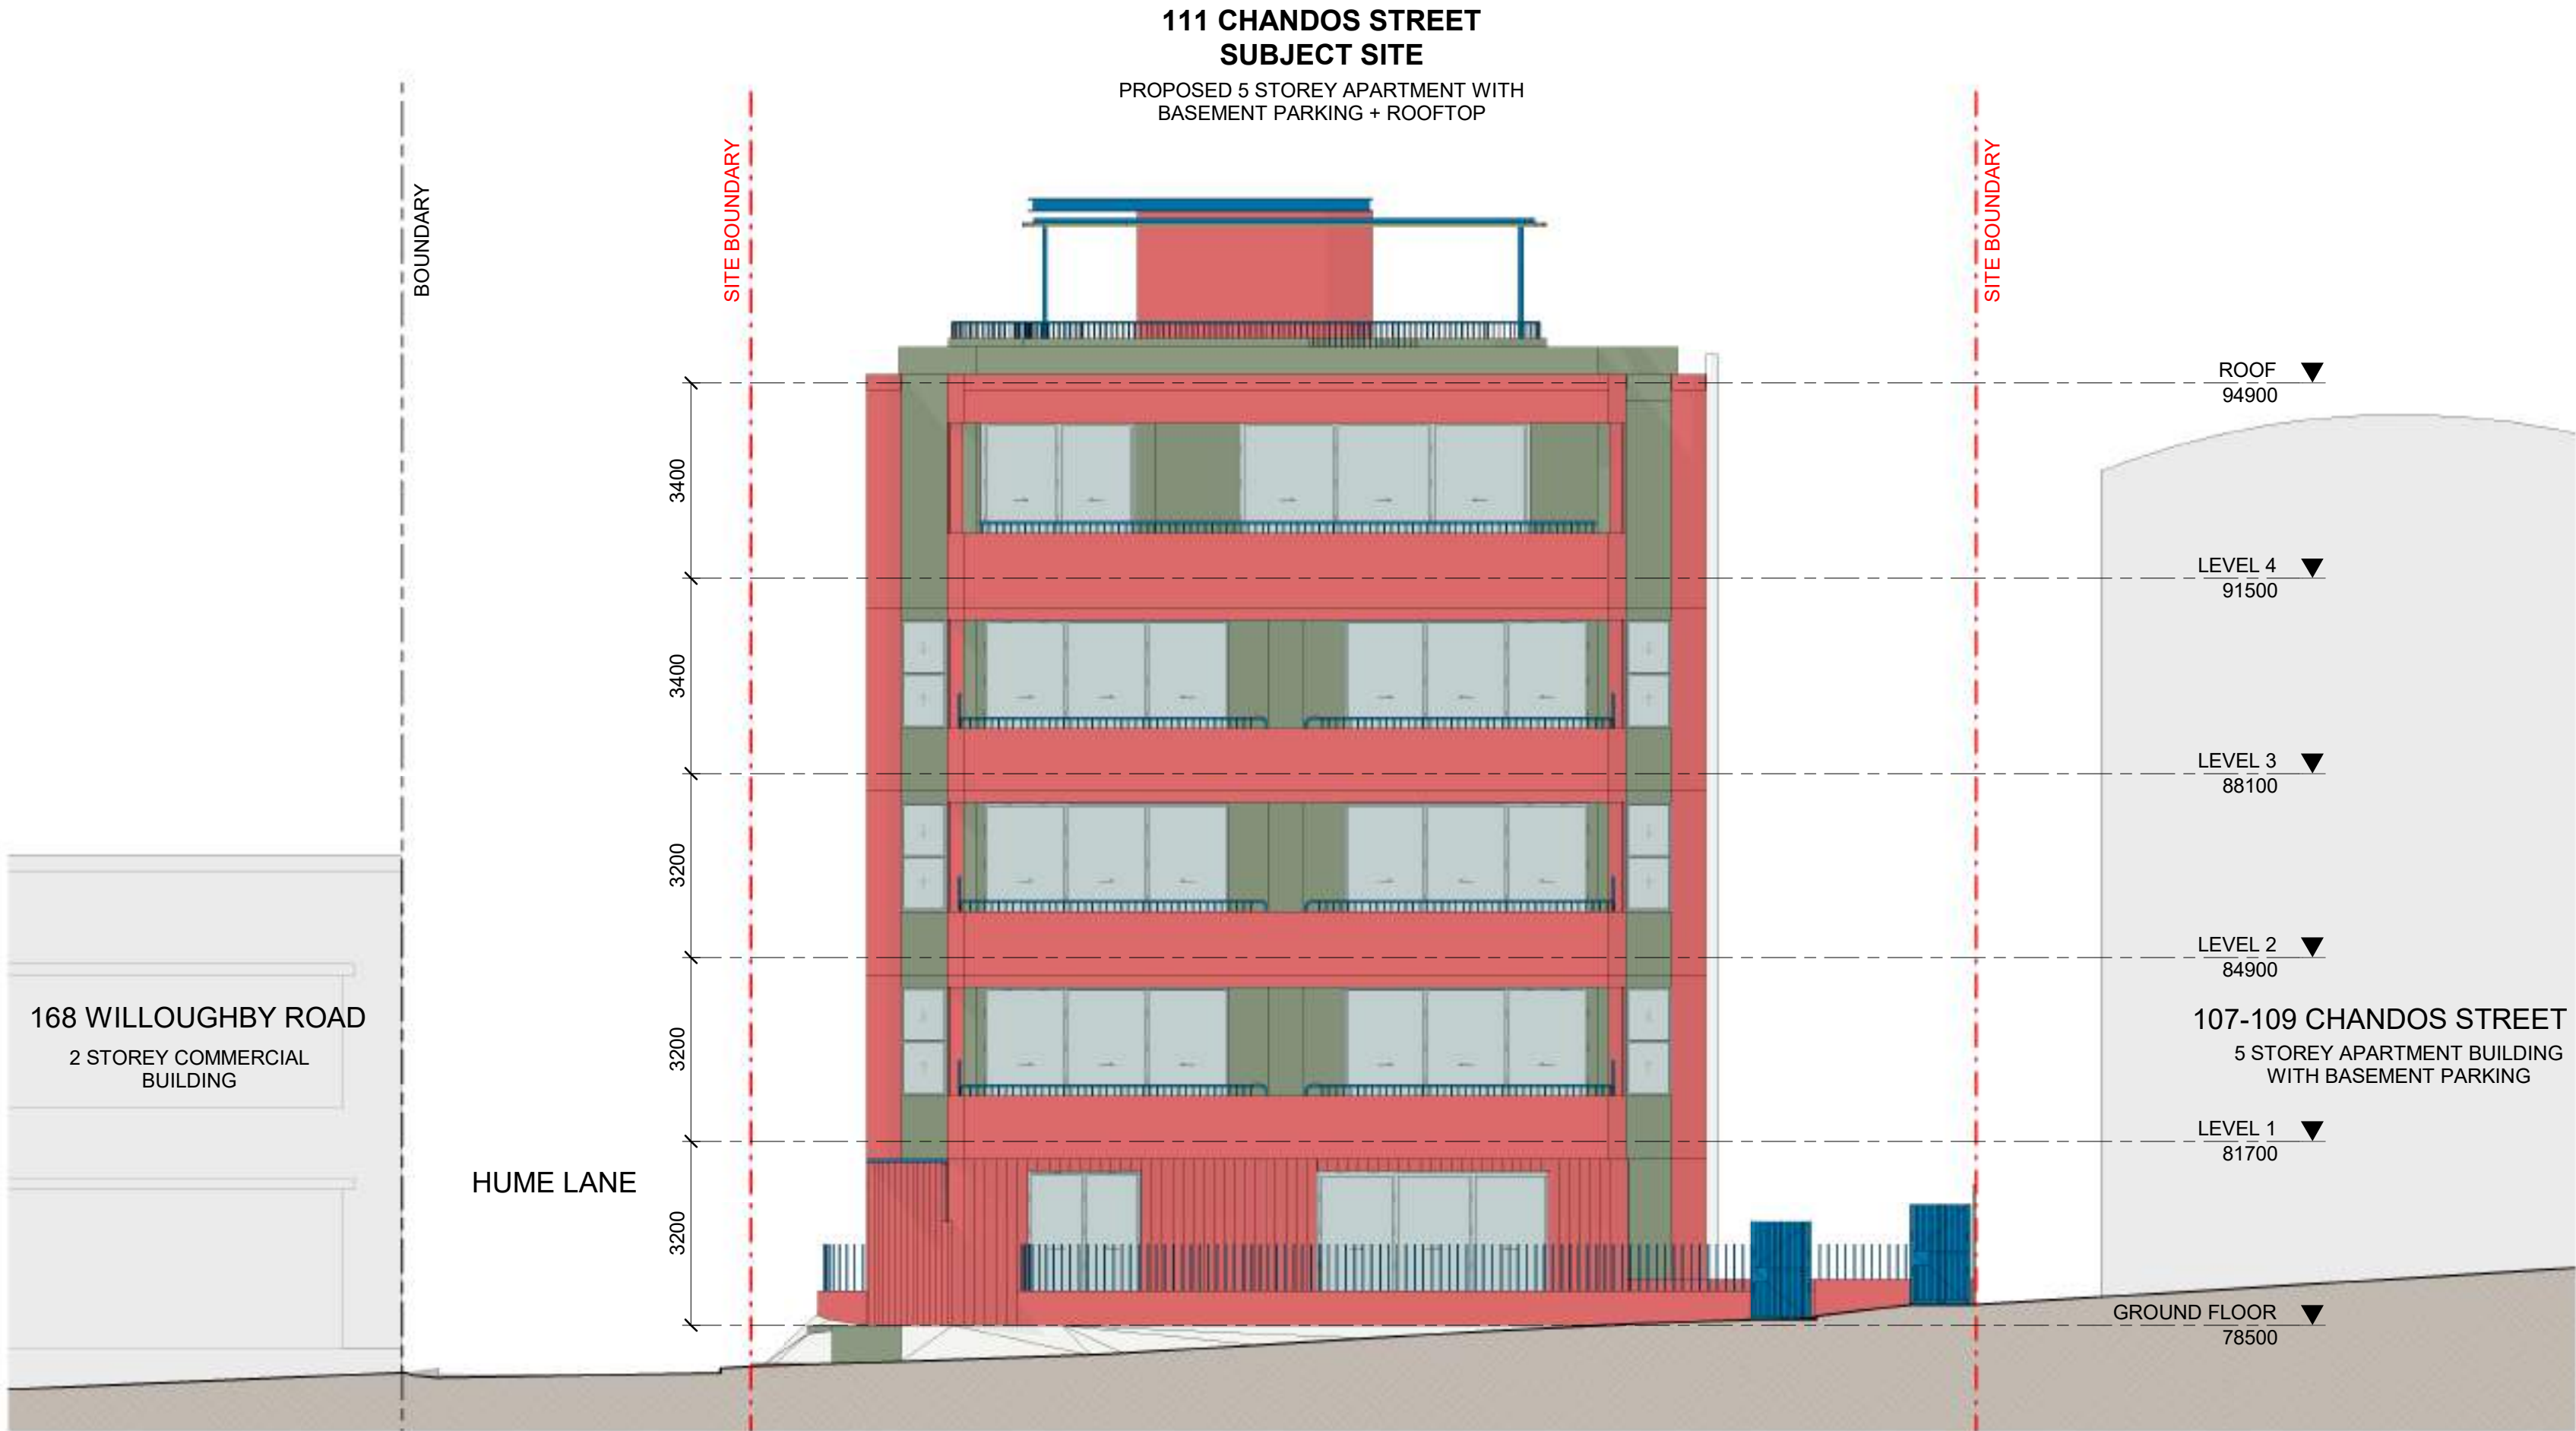 111 CHANDOS STREET
SUBJECT SITE
PROPOSED 5 STOREY APARTMENT WITH
BASEMENT PARKING + ROOFTOP
BOUNDARY
SITE BOUNDARY
SITE BOUNDARY
ROOF
94900
3400
LEVEL 4
91500
3400
LEVEL 3
88100
3200
LEVEL 2
84900
168 WILLOUGHBY ROAD
2 STOREY COMMERCIAL
BUILDING
3200
107-109 CHANDOS STREET
5 STOREY APARTMENT BUILDING
WITH BASEMENT PARKING
LEVEL 1
81700
HUME LANE
3200
GROUND FLOOR
78500